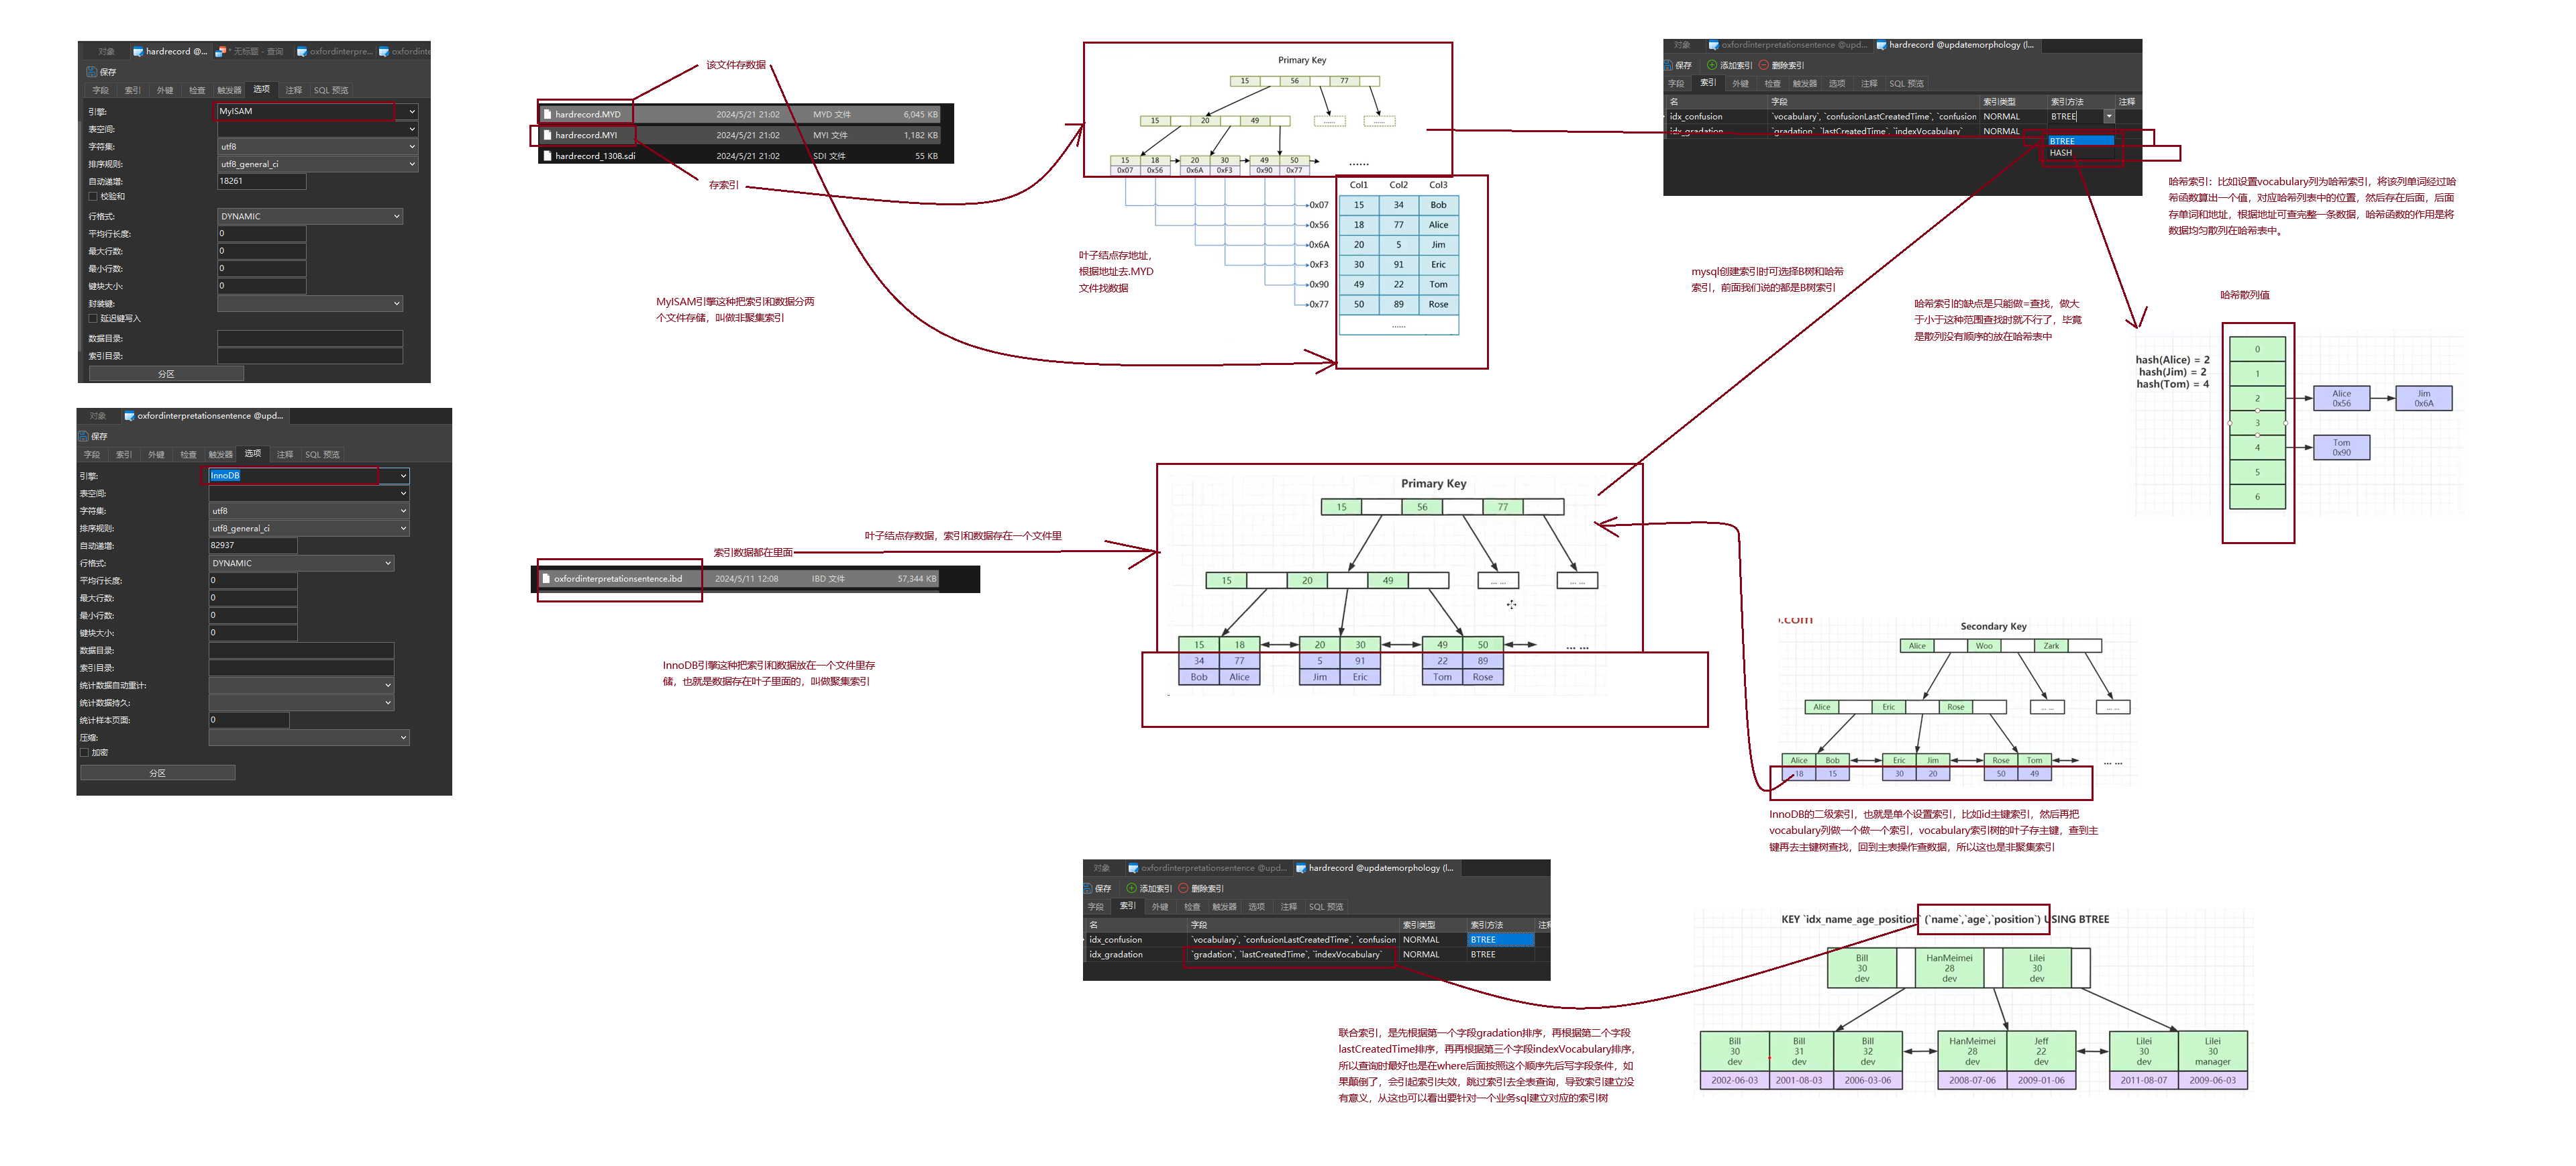 对象
hardrecord @...
* 无标题 - 查询
oxfordinterpre...
oxfordinte
保存
字段 索引 外键 检查 触发器 选项 注释 SQL 预览
引擎: MyISAM
表空间:
字符集: utf8
排序规则: utf8_general_ci
自动递增: 18261
校验和
行格式: DYNAMIC
平均行长度: 0
最大行数: 0
最小行数: 0
键块大小: 0
封装键:
延迟键写入
数据目录:
索引目录:
分区
该文件存数据
hardrecord.MYD 2024/5/21 21:02 MYD 文件 6,045 KB
hardrecord.MYI 2024/5/21 21:02 MYI 文件 1,182 KB
hardrecord_1308.sdi 2024/5/21 21:02 SDI 文件 55 KB
存索引
MyISAM引擎这种把索引和数据分两
个文件存储，叫做非聚集索引
Primary Key
15 56 77
15 20 49 ...... ......
15 18 20 30 49 50 ......
0x07 0x56 0x6A 0xF3 0x90 0x77
Col1 Col2 Col3
0x07 15 34 Bob
0x56 18 77 Alice
0x6A 20 5 Jim
0xF3 30 91 Eric
0x90 49 22 Tom
0x77 50 89 Rose
......
叶子结点存地址，
根据地址去.MYD
文件找数据
对象 oxfordinterpretationsentence @upd... hardrecord @updatemorphology (l...
保存 添加索引 删除索引
字段 索引 外键 检查 触发器 选项 注释 SQL 预览
名 字段 索引类型 索引方法 注释
idx_confusion `vocabulary`, `confusionLastCreatedTime`, `confusion NORMAL BTREE
idx_gradation `gradation`, `lastCreatedTime`, `indexVocabulary` NORMAL
BTREE
HASH
哈希索引：比如设置vocabulary列为哈希索引，将该列单词经过哈
希函数算出一个值，对应哈希列表中的位置，然后存在后面，后面
存单词和地址，根据地址可查完整一条数据，哈希函数的作用是将
数据均匀散列在哈希表中。
mysql创建索引时可选择B树和哈希
索引，前面我们说的都是B树索引
哈希索引的缺点是只能做=查找，做大
于小于这种范围查找时就不行了，毕竟
是散列没有顺序的放在哈希表中
哈希散列值
hash(Alice) = 2
hash(Jim) = 2
hash(Tom) = 4
0
1
2 Alice 0x56 Jim 0x6A
3
4 Tom 0x90
5
6
对象 oxfordinterpretationsentence @upd...
保存
字段 索引 外键 检查 触发器 选项 注释 SQL 预览
引擎: InnoDB
表空间:
字符集: utf8
排序规则: utf8_general_ci
自动递增: 82937
行格式: DYNAMIC
平均行长度: 0
最大行数: 0
最小行数: 0
键块大小: 0
数据目录:
索引目录:
统计数据自动重计:
统计数据持久:
统计样本页面: 0
压缩:
加密
分区
索引数据都在里面
叶子结点存数据，索引和数据存在一个文件里
oxfordinterpretationsentence.ibd 2024/5/11 12:08 IBD 文件 57,344 KB
InnoDB引擎这种把索引和数据放在一个文件里存
储，也就是数据存在叶子里面的，叫做聚集索引
Primary Key
15 56 77
15 20 49 ... ... ... ...
15 18 20 30 49 50 ... ...
34 77 5 91 22 89
Bob Alice Jim Eric Tom Rose
.com
Secondary Key
Alice Woo Zark
Alice Eric Rose ... ... ... ...
Alice Bob Eric Jim Rose Tom ... ...
18 15 30 20 50 49
InnoDB的二级索引，也就是单个设置索引，比如id主键索引，然后再把
vocabulary列做一个做一个索引，vocabulary索引树的叶子存主键，查到主
键再去主键树查找，回到主表操作查数据，所以这也是非聚集索引
对象 oxfordinterpretationsentence @upd... hardrecord @updatemorphology (l...
保存 添加索引 删除索引
字段 索引 外键 检查 触发器 选项 注释 SQL 预览
名 字段 索引类型 索引方法 注释
idx_confusion `vocabulary`, `confusionLastCreatedTime`, `confusion NORMAL BTREE
idx_gradation `gradation`, `lastCreatedTime`, `indexVocabulary` NORMAL BTREE
联合索引，是先根据第一个字段gradation排序，再根据第二个字段
lastCreatedTime排序，再再根据第三个字段indexVocabulary排序，
所以查询时最好也是在where后面按照这个顺序先后写字段条件，如
果颠倒了，会引起索引失效，跳过索引去全表查询，导致索引建立没
有意义，从这也可以看出要针对一个业务sql建立对应的索引树
KEY `idx_name_age_position` (`name`,`age`,`position`) USING BTREE
Bill HanMeimei Lilei
30 28 30
dev dev dev
Bill Bill Bill HanMeimei Jeff Lilei Lilei
30 31 32 28 22 30 30
dev dev dev dev dev dev manager
2002-06-03 2001-08-03 2006-03-06 2008-07-06 2009-01-06 2011-08-07 2009-06-03